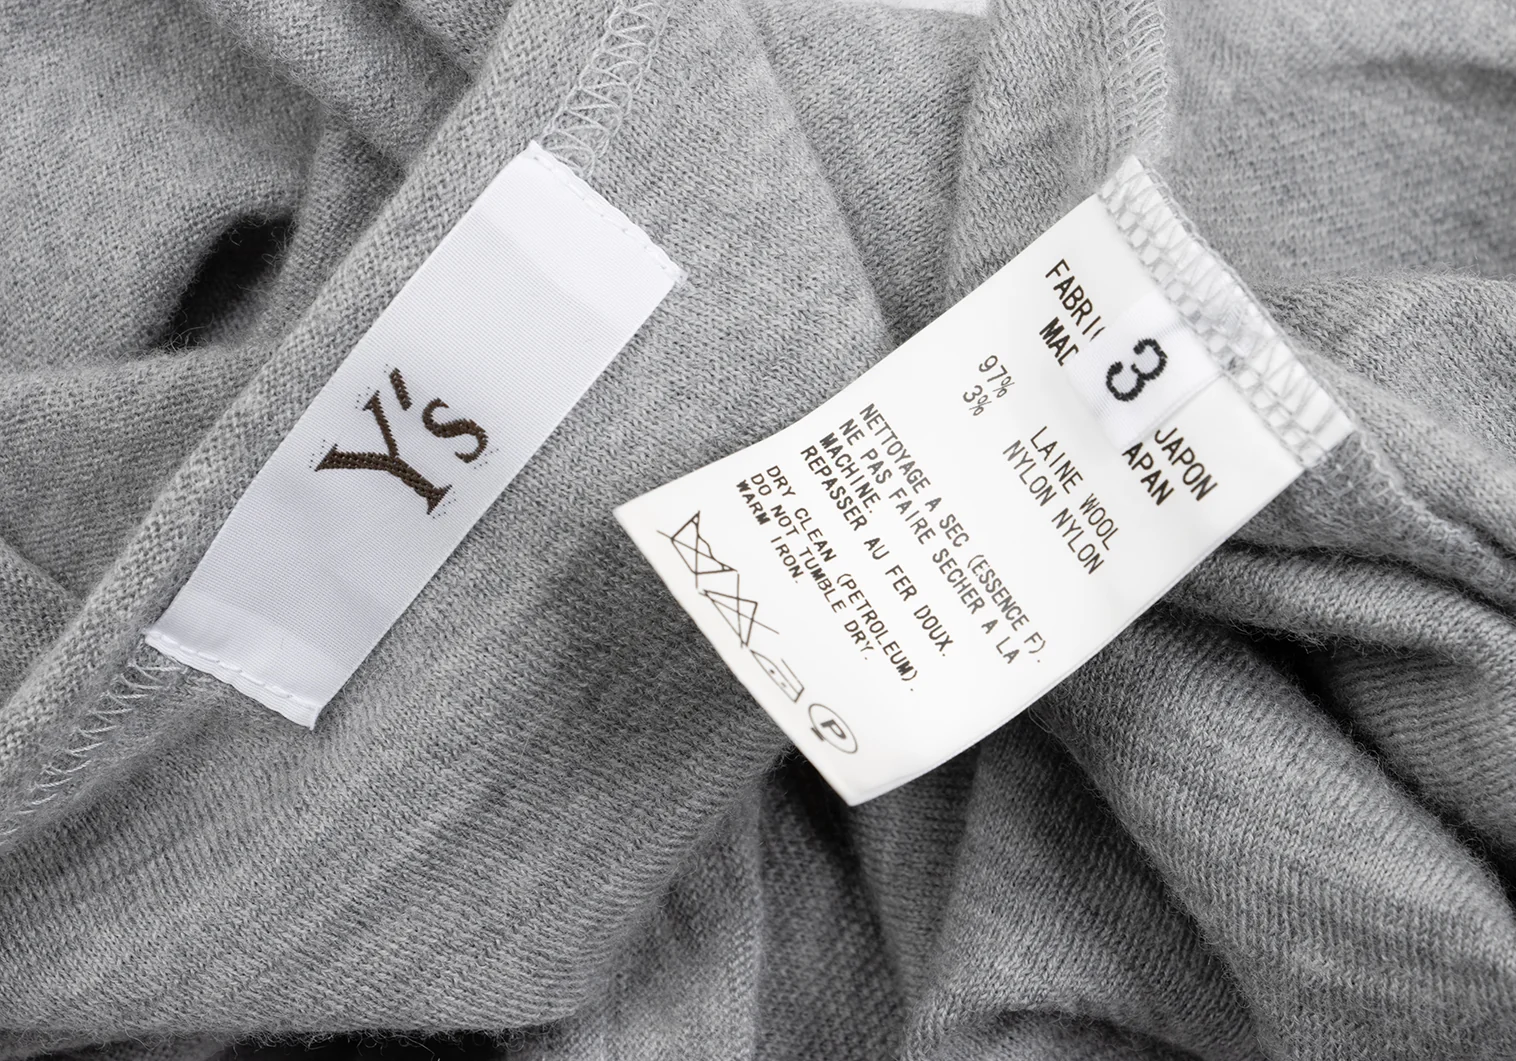 Y's
3
FABRI JAPON
MAD APAN
97% LAINE WOOL
3% NYLON NYLON
NETTOYAGE A SEC (ESSENCE F).
NE PAS FAIRE SECHER A LA
MACHINE.
REPASSER AU FER DOUX.
DRY CLEAN (PETROLEUM).
DO NOT TUMBLE DRY.
WARM IRON.
P